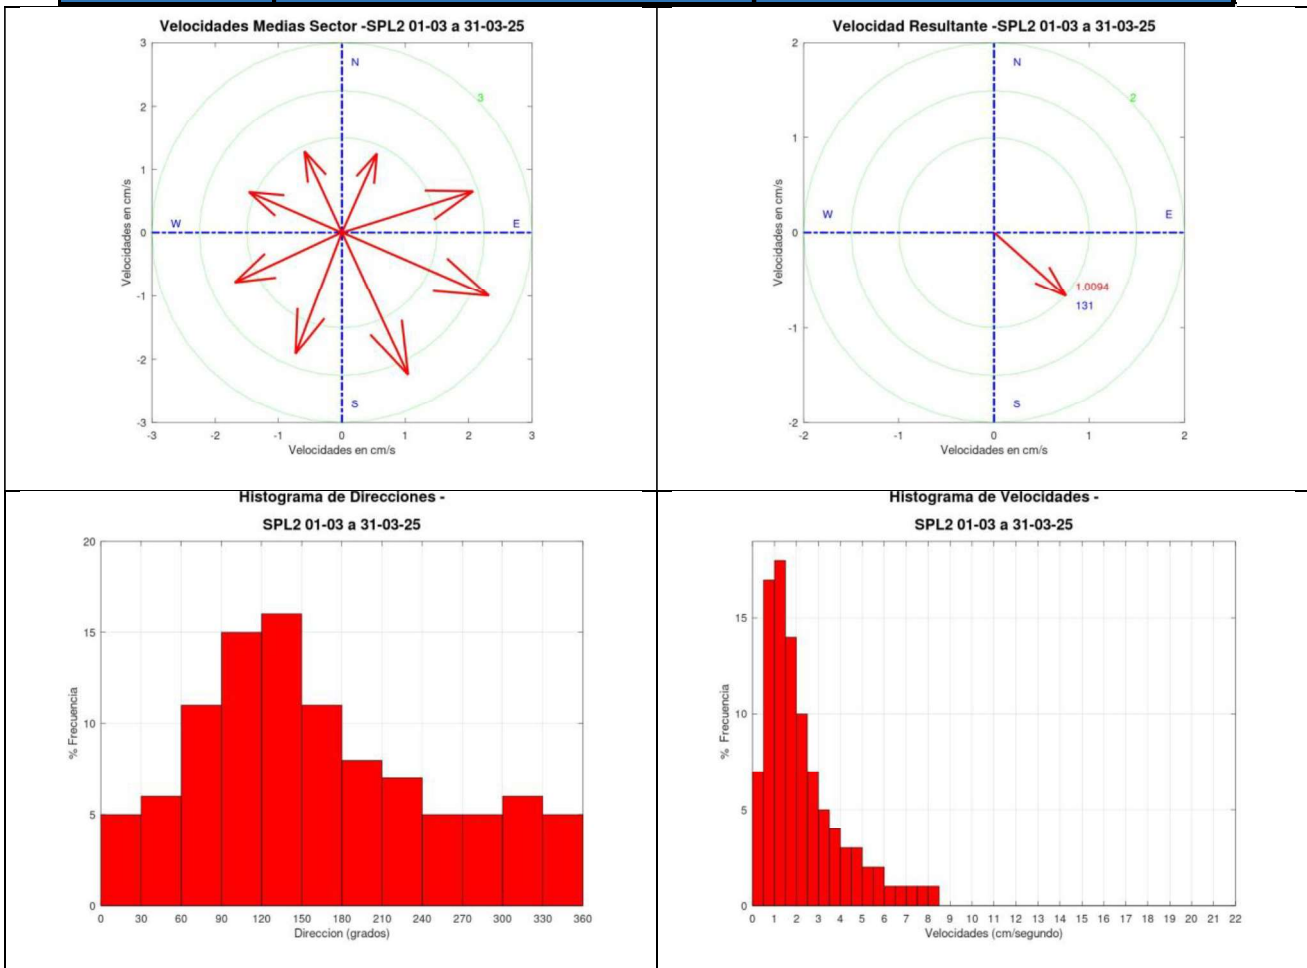 Velocidades Medias Sector -SPL2 01-03 a 31-03-25
3
2
1
0
-1
-2
-3
Velocidades en cm/s
N
3
W
E
S
-3
-2
-1
0
1
2
3
Velocidades en cm/s
Velocidad Resultante -SPL2 01-03 a 31-03-25
2
1
0
-1
-2
Velocidades en cm/s
N
2
W
E
1.0094
131
S
-2
-1
0
1
2
Velocidades en cm/s
Histograma de Direcciones -
SPL2 01-03 a 31-03-25
20
15
10
5
0
% Frecuencia
0 30 60 90 120 150 180 210 240 270 300 330 360
Direccion (grados)
Histograma de Velocidades -
SPL2 01-03 a 31-03-25
15
10
5
0
% Frecuencia
0 1 2 3 4 5 6 7 8 9 10 11 12 13 14 15 16 17 18 19 20 21 22
Velocidades (cm/segundo)